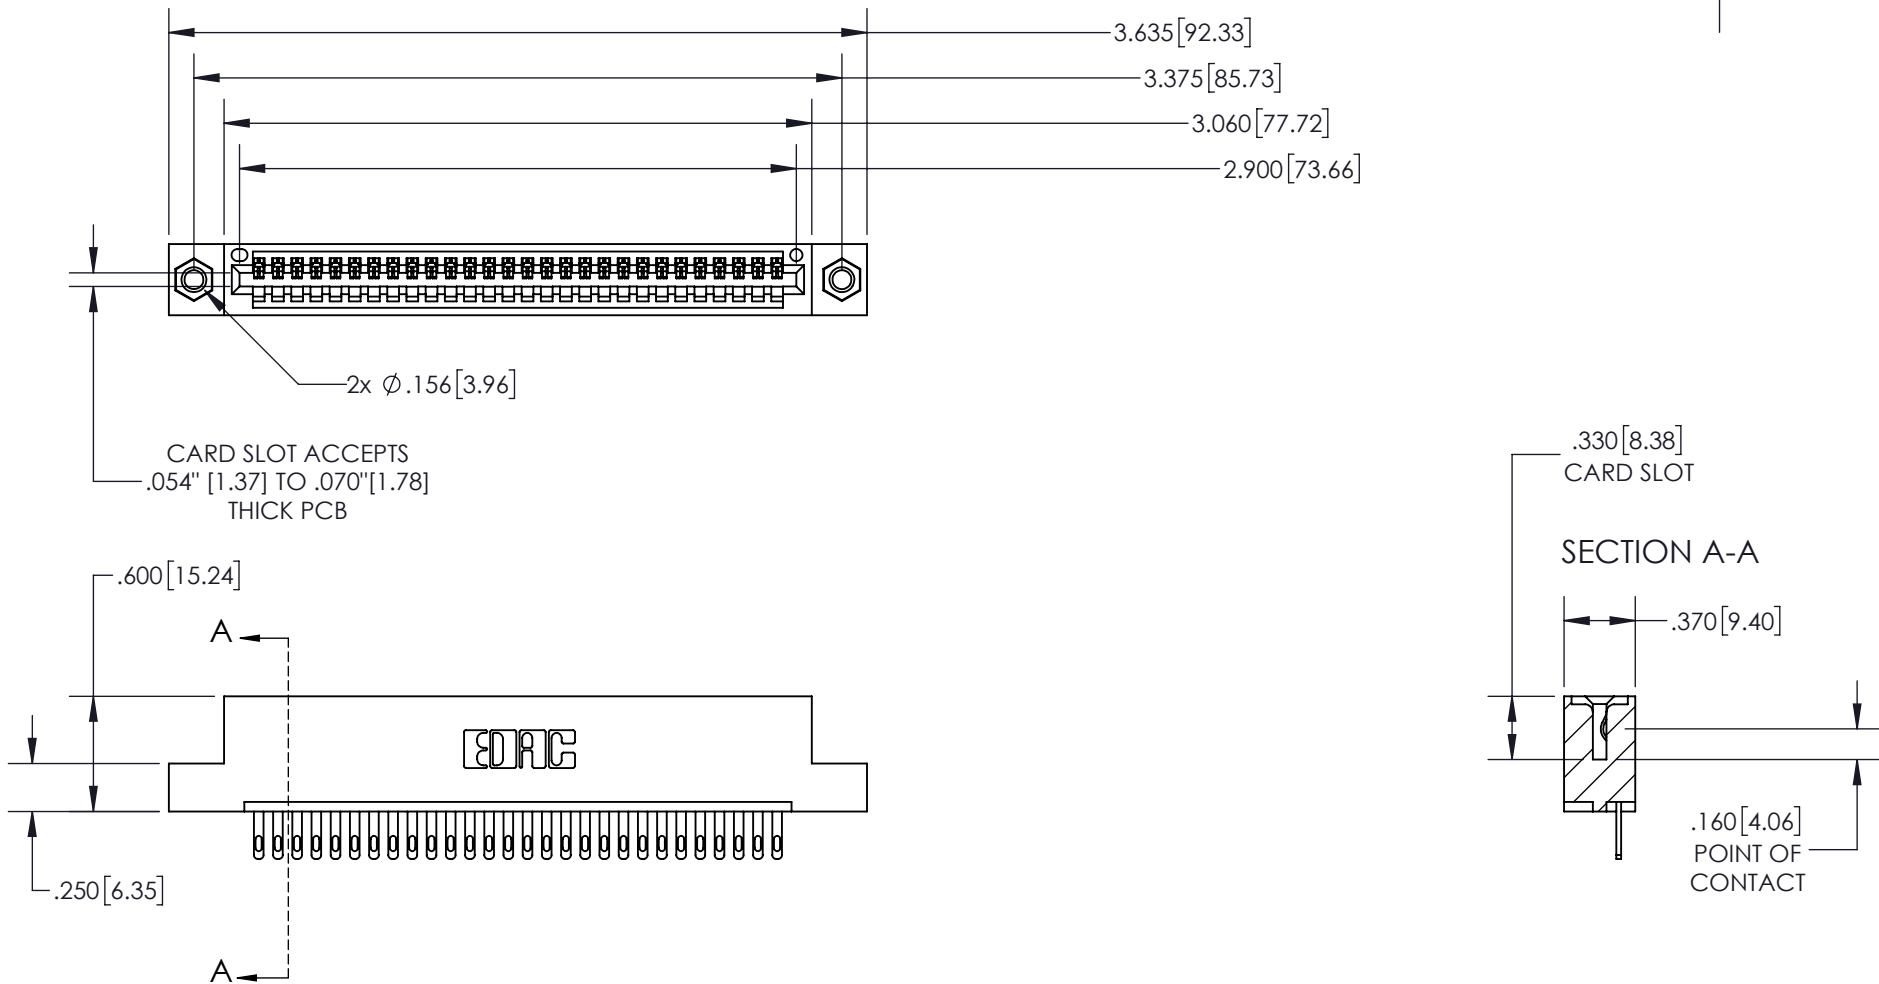 3.635[92.33]
3.375[85.73]
3.060[77.72]
2.900[73.66]
2x Ø.156[3.96]
CARD SLOT ACCEPTS
.054" [1.37] TO .070"[1.78]
THICK PCB
.330[8.38]
CARD SLOT
SECTION A-A
.600[15.24]
.370[9.40]
A
EDAC
.160[4.06]
POINT OF
CONTACT
.250[6.35]
A